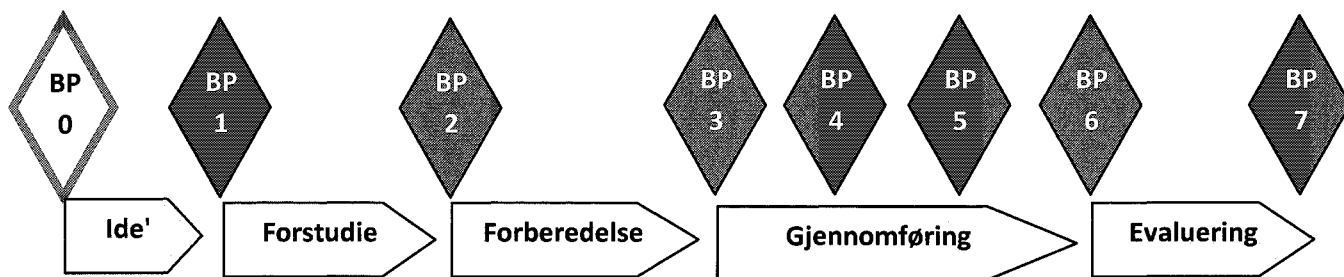 BP
0
BP
1
BP
2
BP
3
BP
4
BP
5
BP
6
BP
7
Ide'
Forstudie
Forberedelse
Gjennomføring
Evaluering